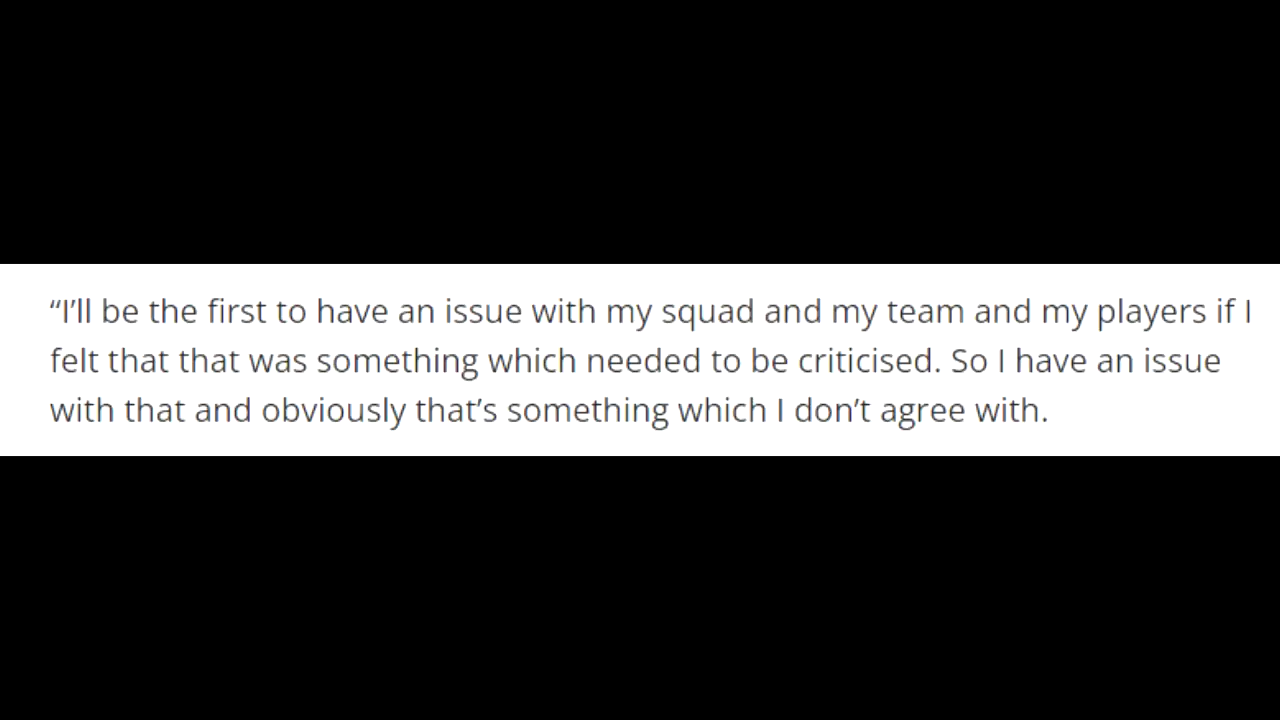 “I’ll be the first to have an issue with my squad and my team and my players if I
felt that that was something which needed to be criticised. So I have an issue
with that and obviously that’s something which I don’t agree with.